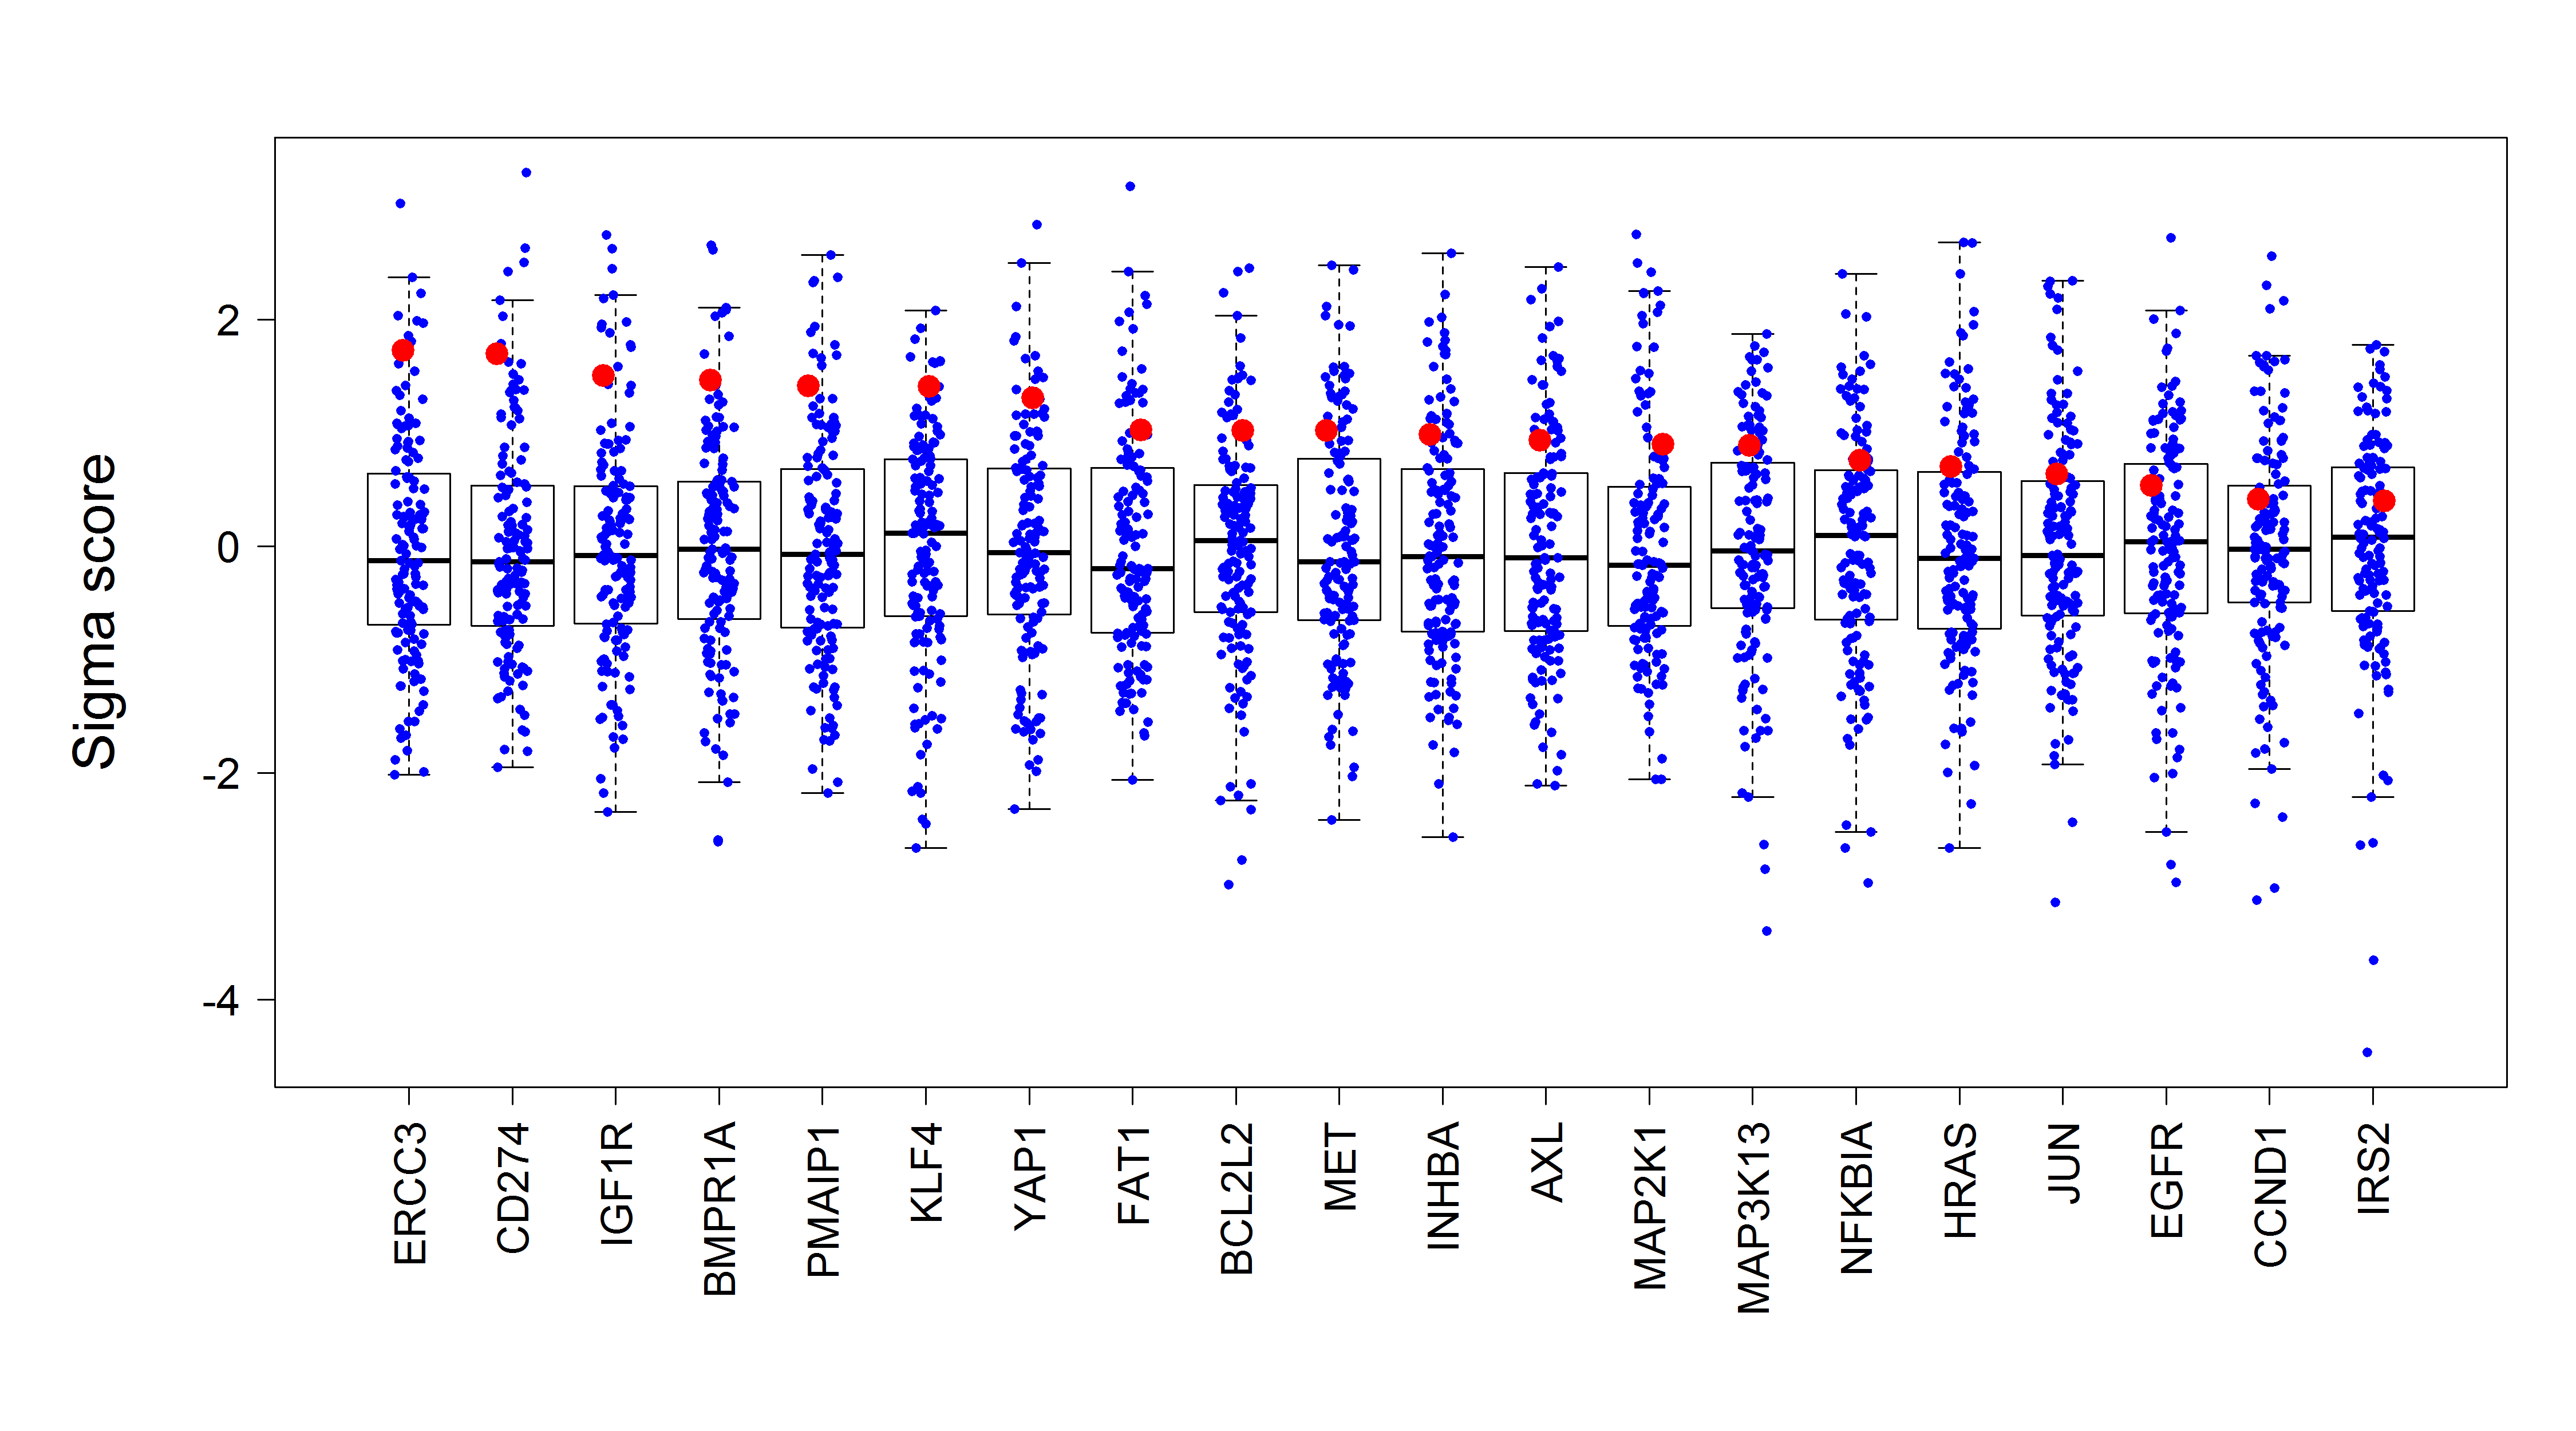 Sigma score
2
0
-2
-4
ERCC3
CD274
IGF1R
BMPR1A
PMAIP1
KLF4
YAP1
FAT1
BCL2L2
MET
INHBA
AXL
MAP2K1
MAP3K13
NFKBIA
HRAS
JUN
EGFR
CCND1
IRS2